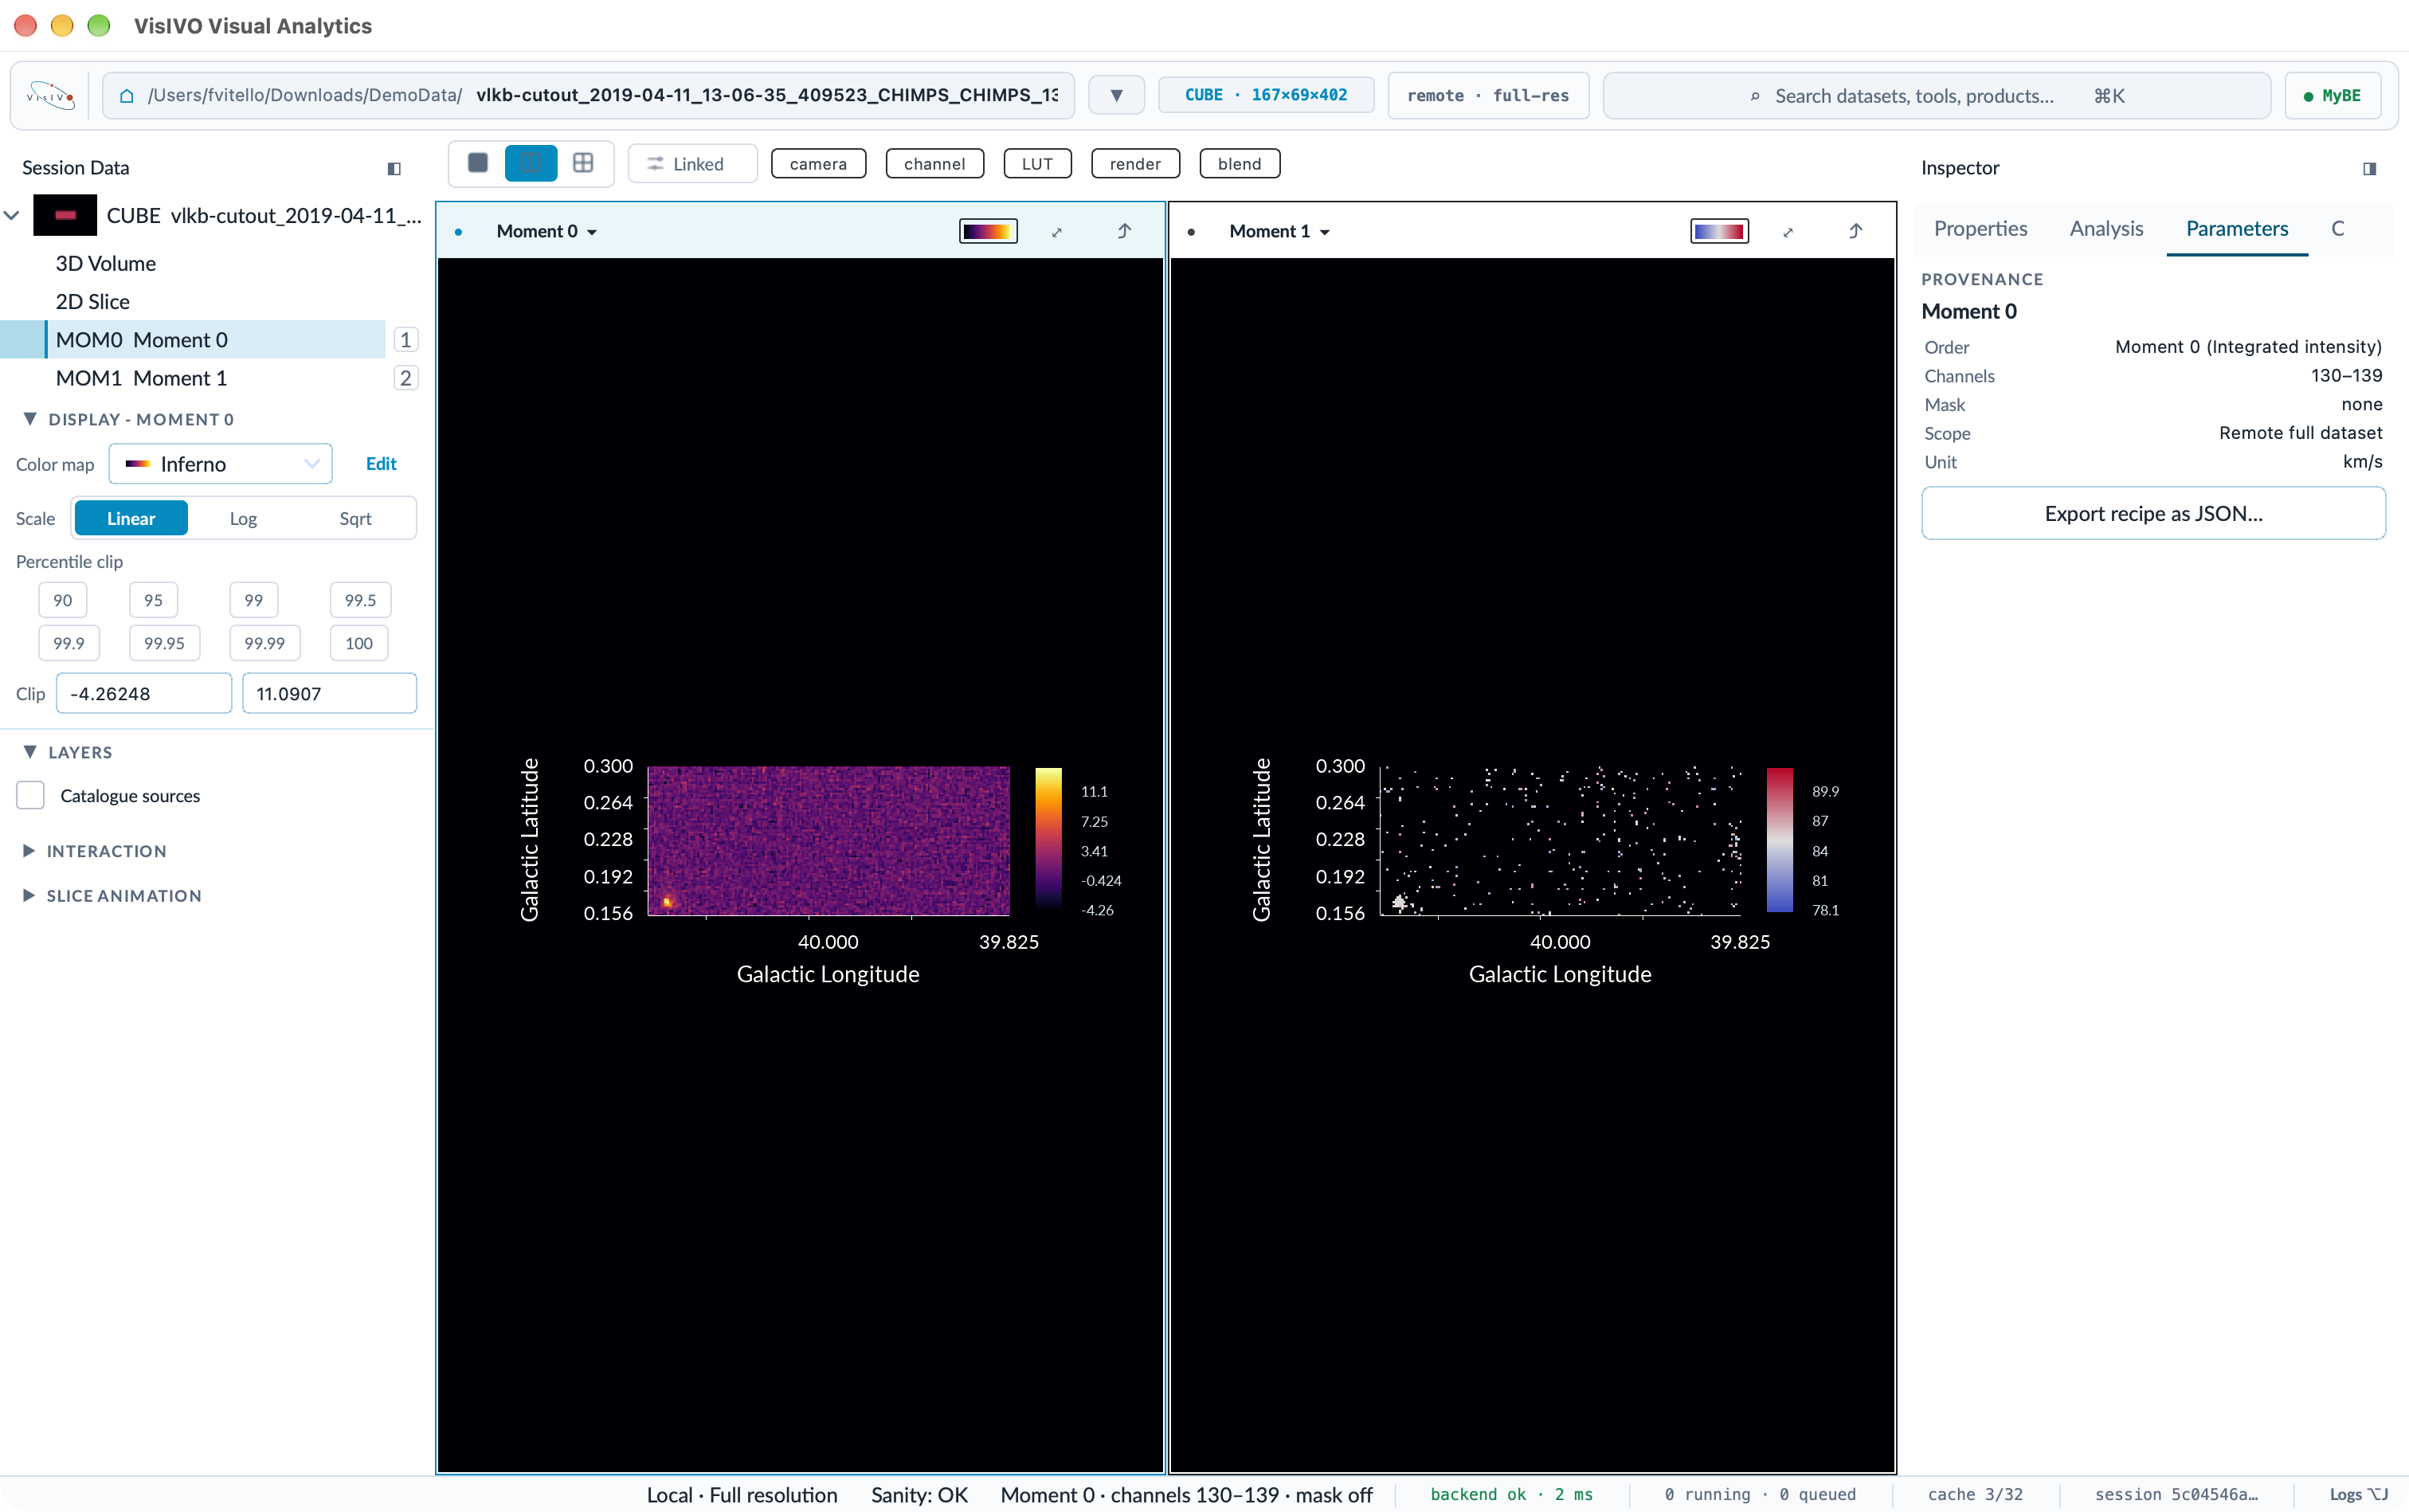 VisIVO Visual Analytics
VisIVO /Users/fvitello/Downloads/DemoData/ vlkb-cutout_2019-04-11_13-06-35_409523_CHIMPS_CHIMPS_13 ▼ CUBE · 167×69×402 remote · full-res Search datasets, tools, products... ⌘K MyBE
Session Data
CUBE vlkb-cutout_2019-04-11_...
3D Volume
2D Slice
MOM0 Moment 0 1
MOM1 Moment 1 2
▼ DISPLAY - MOMENT 0
Color map Inferno Edit
Scale Linear Log Sqrt
Percentile clip
90 95 99 99.5
99.9 99.95 99.99 100
Clip -4.26248 11.0907
▼ LAYERS
Catalogue sources
▶ INTERACTION
▶ SLICE ANIMATION
Linked camera channel LUT render blend
Moment 0
Galactic Latitude
0.300
0.264
0.228
0.192
0.156
40.000 39.825
Galactic Longitude
11.1
7.25
3.41
-0.424
-4.26
Moment 1
Galactic Latitude
0.300
0.264
0.228
0.192
0.156
40.000 39.825
Galactic Longitude
89.9
87
84
81
78.1
Inspector
Properties Analysis Parameters C
PROVENANCE
Moment 0
Order Moment 0 (Integrated intensity)
Channels 130–139
Mask none
Scope Remote full dataset
Unit km/s
Export recipe as JSON...
Local · Full resolution Sanity: OK Moment 0 · channels 130–139 · mask off backend ok · 2 ms 0 running · 0 queued cache 3/32 session 5c04546a… Logs ⌥J